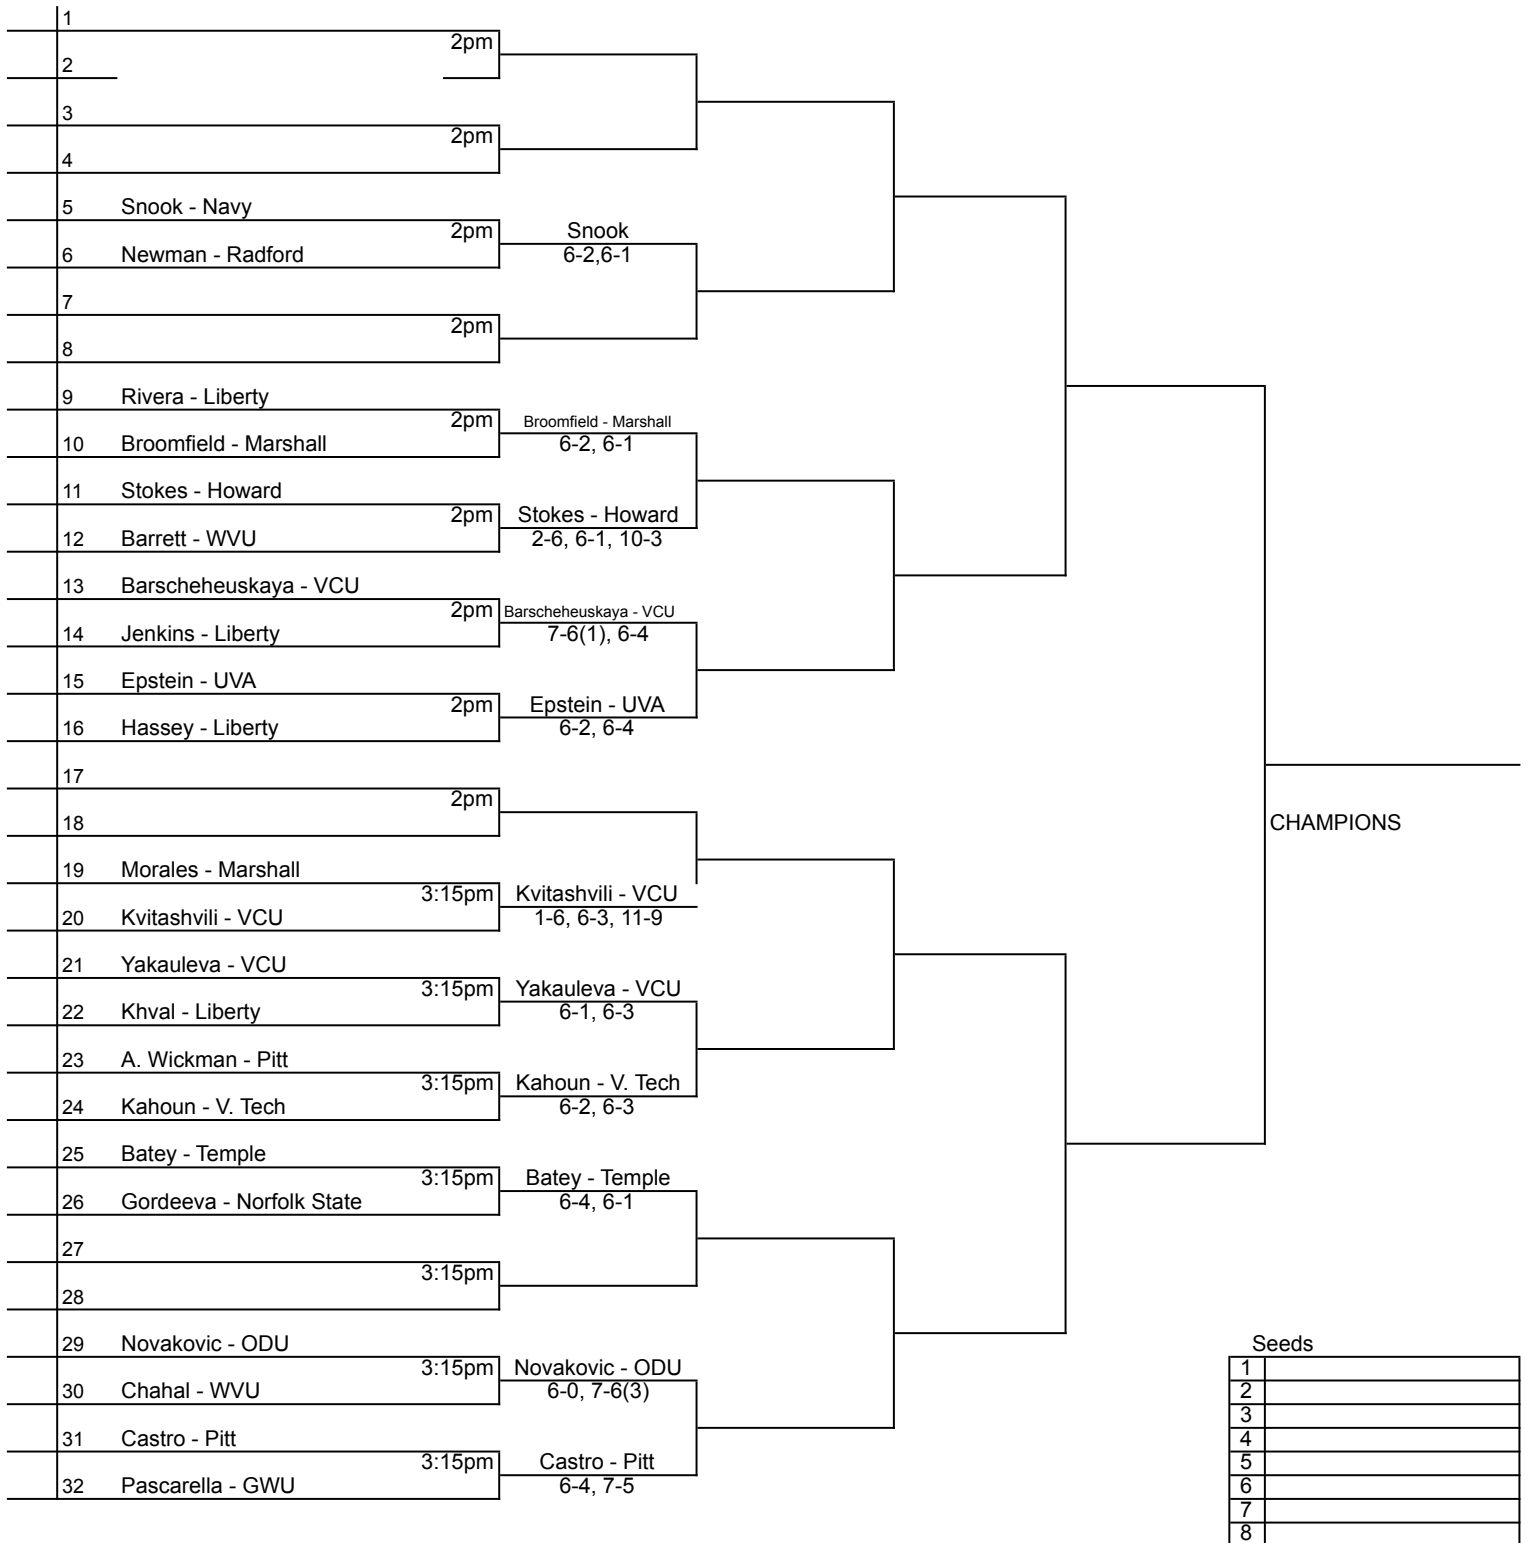 1
2pm
2
3
2pm
4
5 Snook - Navy
2pm Snook
6 Newman - Radford 6-2,6-1
7
2pm
8
9 Rivera - Liberty
2pm Broomfield - Marshall
10 Broomfield - Marshall 6-2, 6-1
11 Stokes - Howard
2pm Stokes - Howard
12 Barrett - WVU 2-6, 6-1, 10-3
13 Barscheheuskaya - VCU
2pm Barscheheuskaya - VCU
14 Jenkins - Liberty 7-6(1), 6-4
15 Epstein - UVA
2pm Epstein - UVA
16 Hassey - Liberty 6-2, 6-4
17
2pm
18 CHAMPIONS
19 Morales - Marshall
3:15pm Kvitashvili - VCU
20 Kvitashvili - VCU 1-6, 6-3, 11-9
21 Yakauleva - VCU
3:15pm Yakauleva - VCU
22 Khval - Liberty 6-1, 6-3
23 A. Wickman - Pitt
3:15pm Kahoun - V. Tech
24 Kahoun - V. Tech 6-2, 6-3
25 Batey - Temple
3:15pm Batey - Temple
26 Gordeeva - Norfolk State 6-4, 6-1
27
3:15pm
28
29 Novakovic - ODU
3:15pm Novakovic - ODU
30 Chahal - WVU 6-0, 7-6(3)
31 Castro - Pitt
3:15pm Castro - Pitt
32 Pascarella - GWU 6-4, 7-5
Seeds
1
2
3
4
5
6
7
8